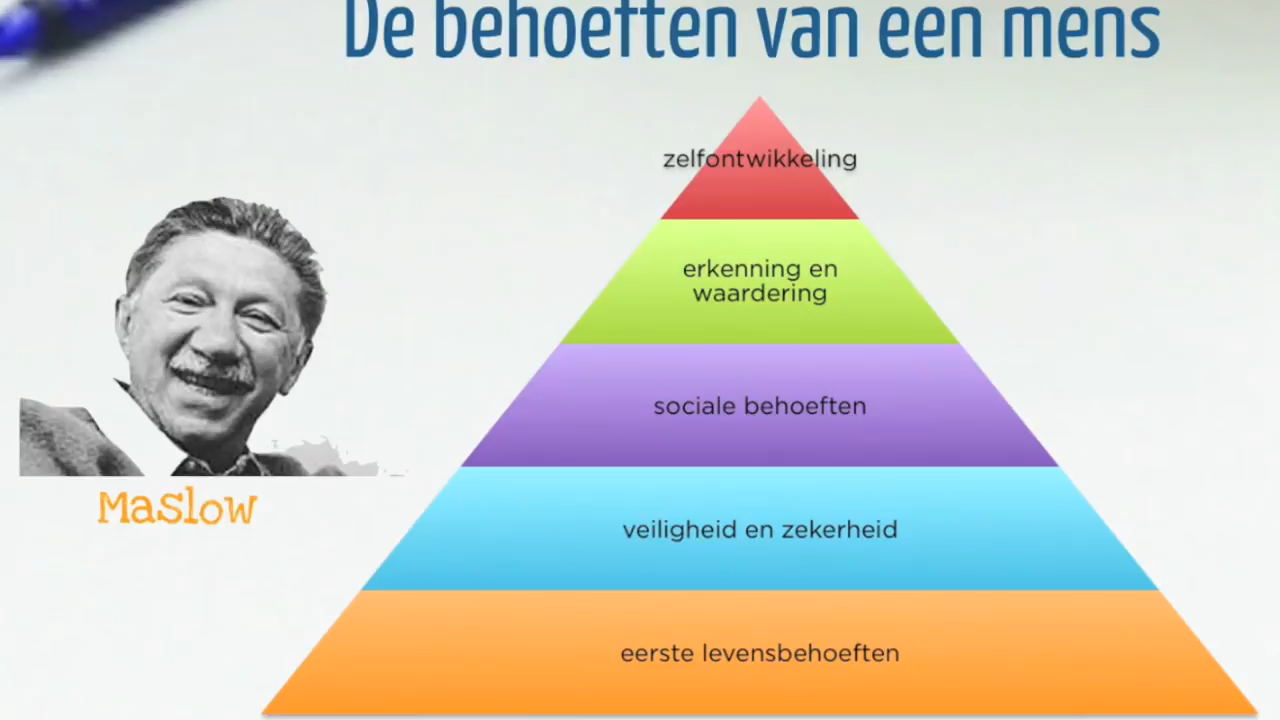 De behoeften van een mens
zelfontwikkeling
erkenning en
waardering
sociale behoeften
Maslow
veiligheid en zekerheid
eerste levensbehoeften